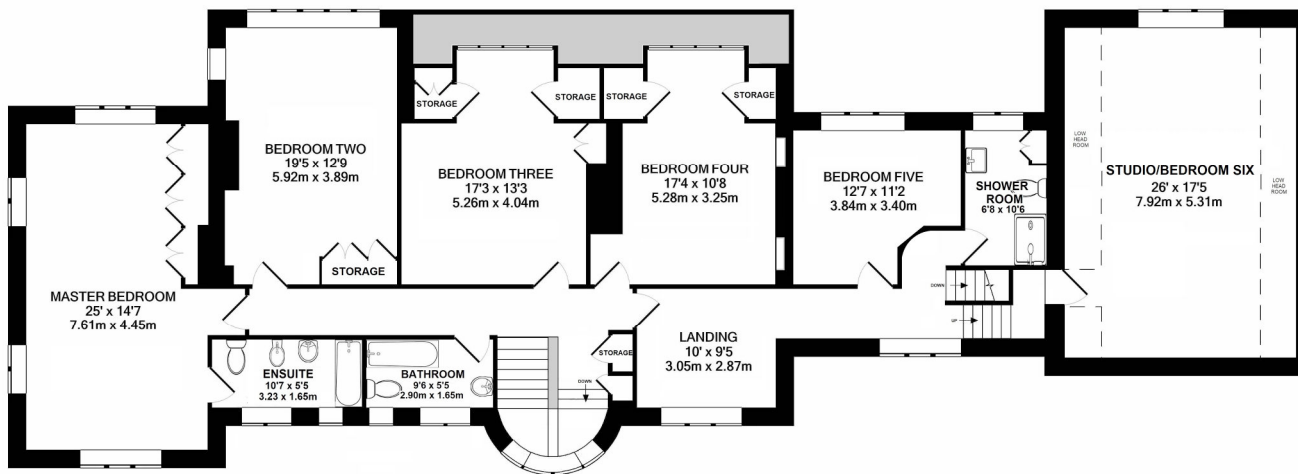 MASTER BEDROOM
25' x 14'7
7.61m x 4.45m
BEDROOM TWO
19'5 x 12'9
5.92m x 3.89m
STORAGE
STORAGE
STORAGE
BEDROOM THREE
17'3 x 13'3
5.26m x 4.04m
STORAGE
STORAGE
BEDROOM FOUR
17'4 x 10'8
5.28m x 3.25m
BEDROOM FIVE
12'7 x 11'2
3.84m x 3.40m
SHOWER
ROOM
6'8 x 10'6
LOW
HEAD
ROOM
STUDIO/BEDROOM SIX
26' x 17'5
7.92m x 5.31m
LOW
HEAD
ROOM
ENSUITE
10'7 x 5'5
3.23 x 1.65m
BATHROOM
9'6 x 5'5
2.90m x 1.65m
STORAGE
DOWN
LANDING
10' x 9'5
3.05m x 2.87m
DOWN
UP